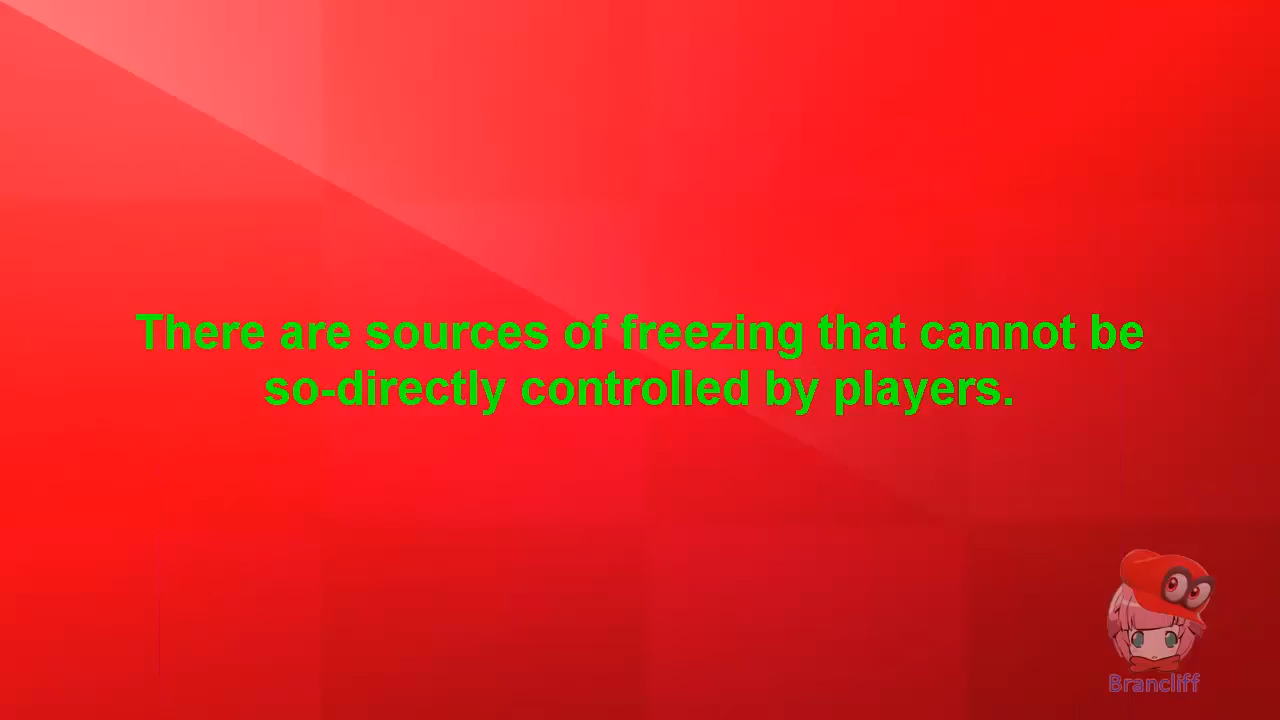 There are sources of freezing that cannot be
so-directly controlled by players.
Brancliff